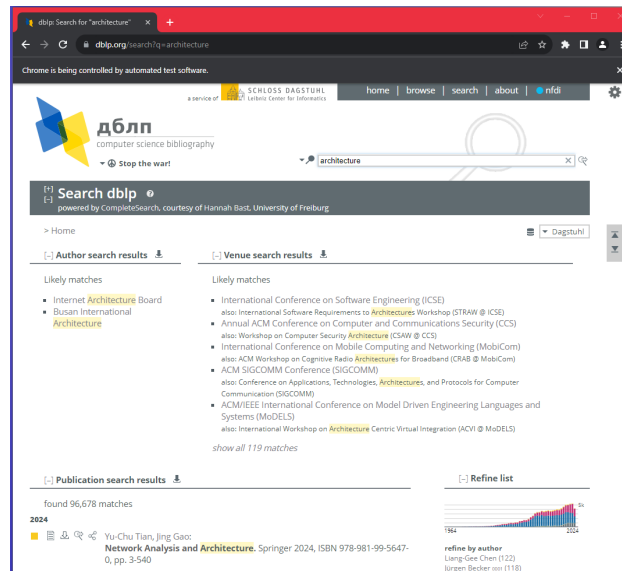 dblp: Search for "architecture"
dblp.org/search?q=architecture
Chrome is being controlled by automated test software.
a service of SCHLOSS DAGSTUHL
Leibniz Center for Informatics
home | browse | search | about | nfdi
дблп
computer science bibliography
Stop the war!
architecture
[+]
[–] Search dblp
powered by CompleteSearch, courtesy of Hannah Bast, University of Freiburg
> Home
Dagstuhl
[–] Author search results
Likely matches
Internet Architecture Board
Busan International
Architecture
[–] Venue search results
Likely matches
International Conference on Software Engineering (ICSE)
also: International Software Requirements to Architectures Workshop (STRAW @ ICSE)
Annual ACM Conference on Computer and Communications Security (CCS)
also: Workshop on Computer Security Architecture (CSAW @ CCS)
International Conference on Mobile Computing and Networking (MobiCom)
also: ACM Workshop on Cognitive Radio Architectures for Broadband (CRAB @ MobiCom)
ACM SIGCOMM Conference (SIGCOMM)
also: Conference on Applications, Technologies, Architectures, and Protocols for Computer
Communication (SIGCOMM)
ACM/IEEE International Conference on Model Driven Engineering Languages and
Systems (MoDELS)
also: International Workshop on Architecture Centric Virtual Integration (ACVI @ MoDELS)
show all 119 matches
[–] Publication search results
found 96,678 matches
2024
Yu-Chu Tian, Jing Gao:
Network Analysis and Architecture. Springer 2024, ISBN 978-981-99-5647-
0, pp. 3-540
[–] Refine list
5k
1964 2024
refine by author
Liang-Gee Chen (122)
Jürgen Becker (118)